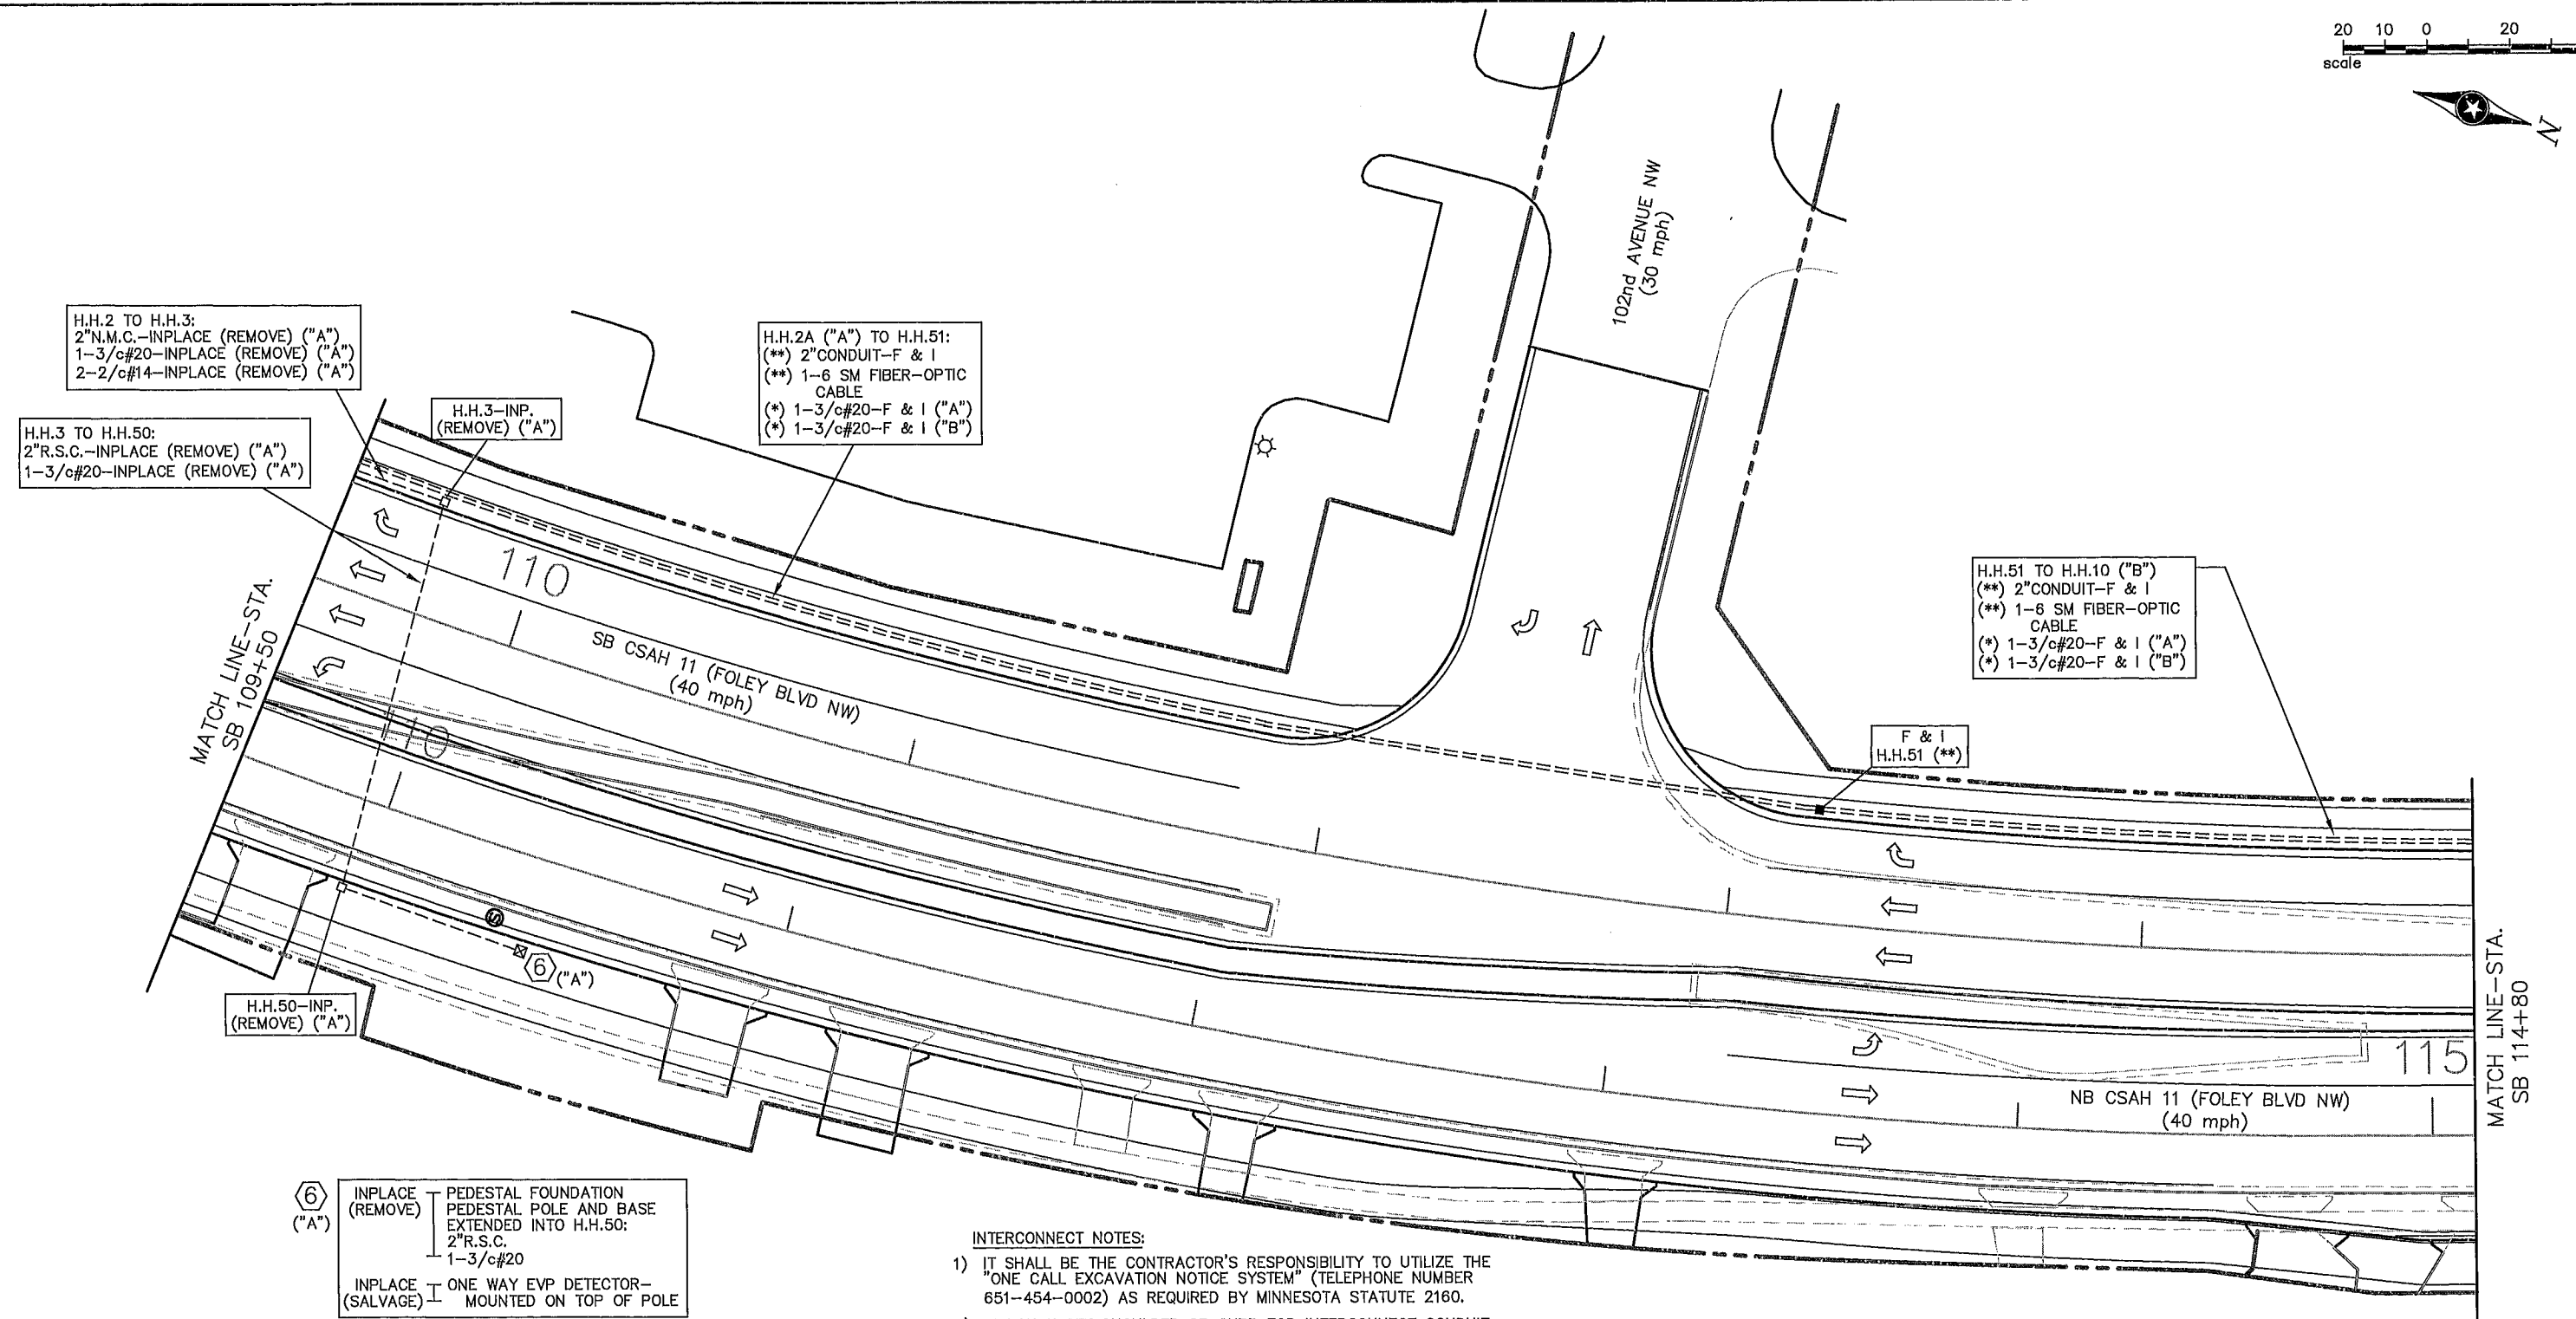 20 10 0 20
scale
N
102nd AVENUE NW
(30 mph)
H.H.2 TO H.H.3:
2"N.M.C.-INPLACE (REMOVE) ("A")
1-3/c#20-INPLACE (REMOVE) ("A")
2-2/c#14-INPLACE (REMOVE) ("A")
H.H.3 TO H.H.50:
2"R.S.C.-INPLACE (REMOVE) ("A")
1-3/c#20-INPLACE (REMOVE) ("A")
H.H.3-INP.
(REMOVE) ("A")
H.H.2A ("A") TO H.H.51:
(**) 2"CONDUIT-F & I
(**) 1-6 SM FIBER-OPTIC
CABLE
(*) 1-3/c#20-F & I ("A")
(*) 1-3/c#20-F & I ("B")
H.H.51 TO H.H.10 ("B")
(**) 2"CONDUIT-F & I
(**) 1-6 SM FIBER-OPTIC
CABLE
(*) 1-3/c#20-F & I ("A")
(*) 1-3/c#20-F & I ("B")
F & I
H.H.51 (**)
MATCH LINE-STA.
SB 109+50
110
SB CSAH 11 (FOLEY BLVD NW)
(40 mph)
110
S
6 ("A")
H.H.50-INP.
(REMOVE) ("A")
115
NB CSAH 11 (FOLEY BLVD NW)
(40 mph)
MATCH LINE-STA.
SB 114+80
6
("A")
INPLACE
(REMOVE)
PEDESTAL FOUNDATION
PEDESTAL POLE AND BASE
EXTENDED INTO H.H.50:
2"R.S.C.
1-3/c#20
INPLACE
(SALVAGE)
ONE WAY EVP DETECTOR-
MOUNTED ON TOP OF POLE
INTERCONNECT NOTES:
1) IT SHALL BE THE CONTRACTOR'S RESPONSIBILITY TO UTILIZE THE
"ONE CALL EXCAVATION NOTICE SYSTEM" (TELEPHONE NUMBER
651-454-0002) AS REQUIRED BY MINNESOTA STATUTE 2160.